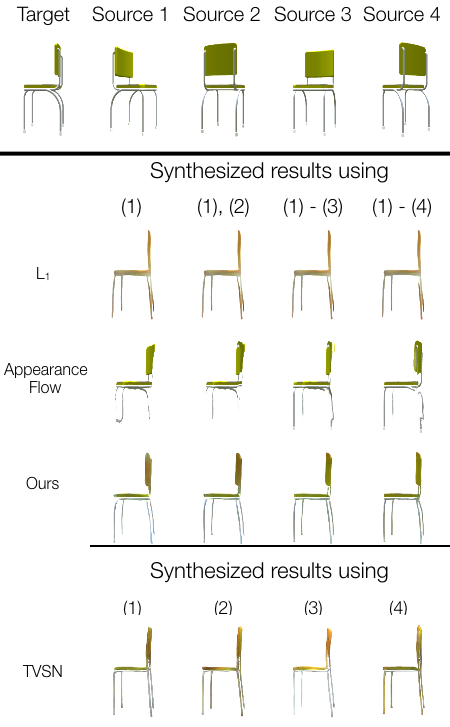 Target Source 1 Source 2 Source 3 Source 4
Synthesized results using
(1) (1), (2) (1) - (3) (1) - (4)
L₁
Appearance
Flow
Ours
Synthesized results using
(1) (2) (3) (4)
TVSN